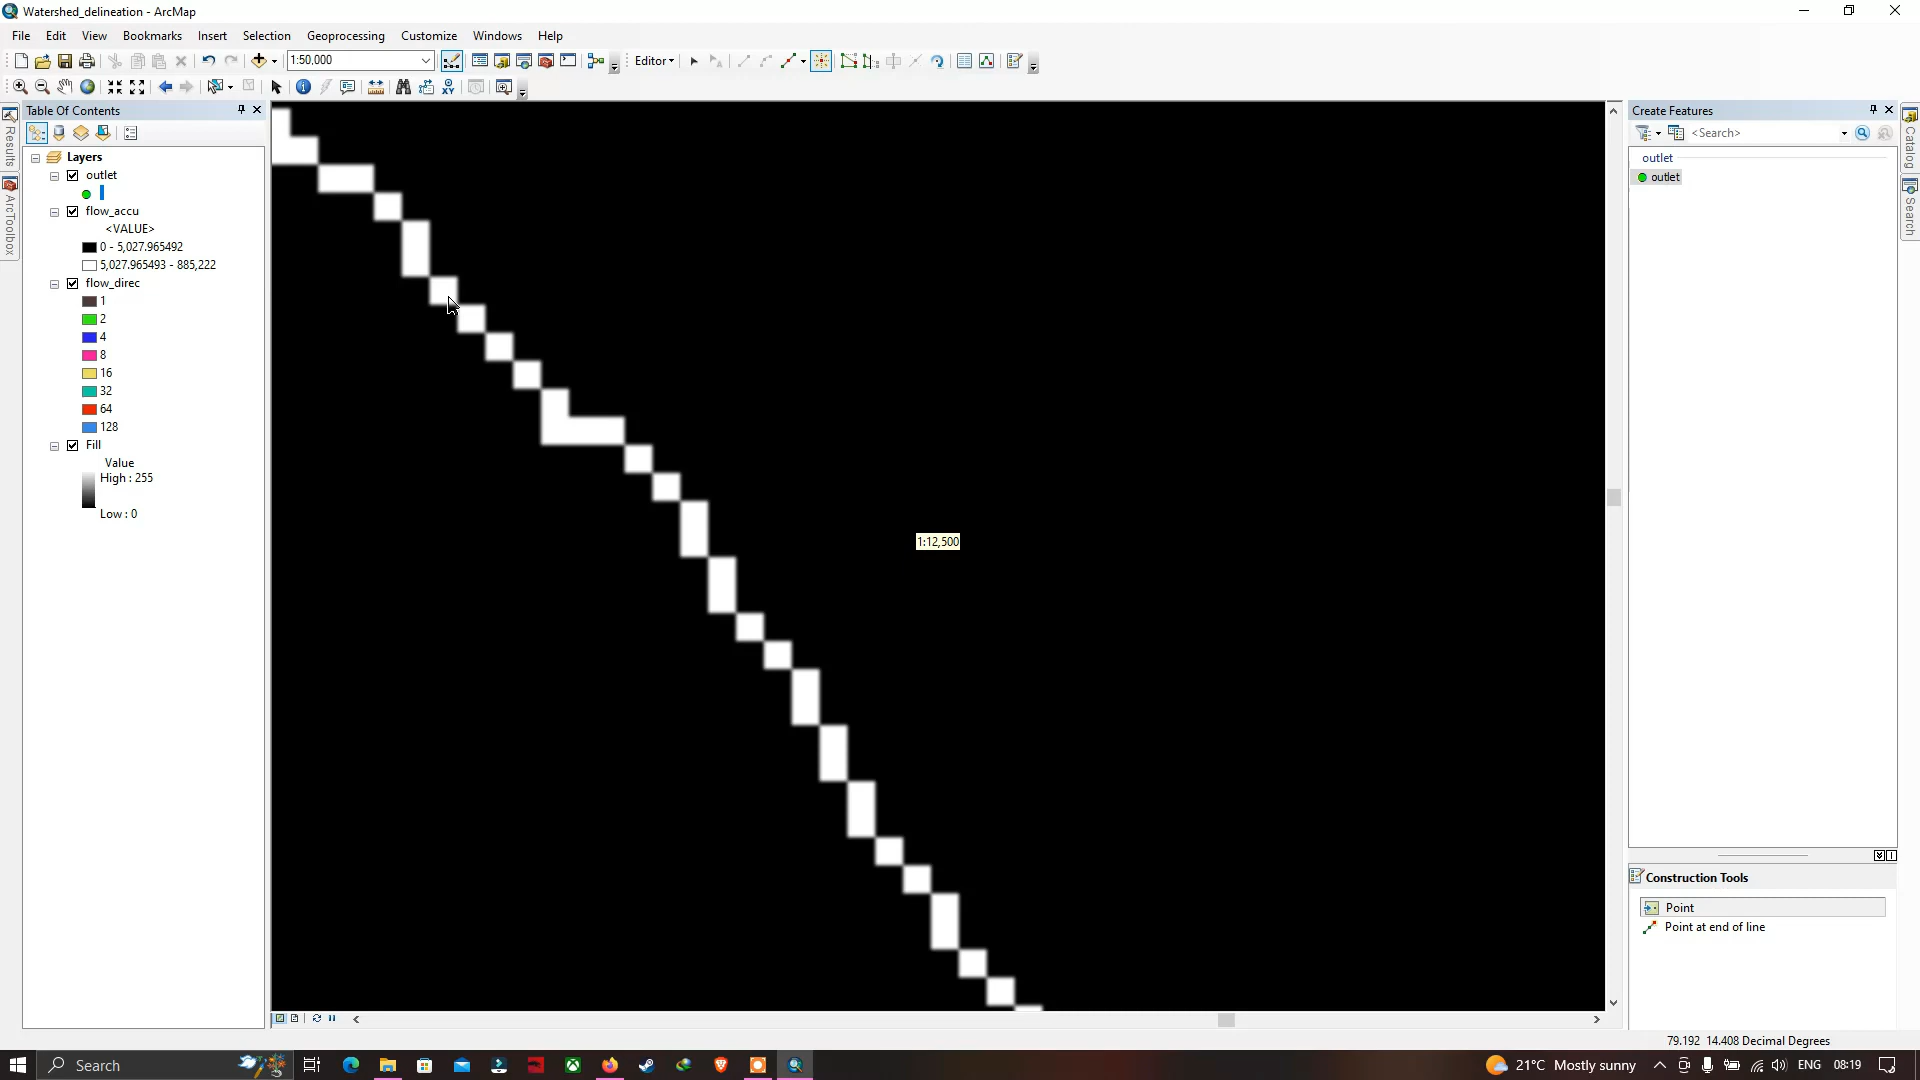 Watershed_delineation - ArcMap
File Edit View Bookmarks Insert Selection Geoprocessing Customize Windows Help
1:50,000
Editor
Table Of Contents
Layers
outlet
flow_accu
<VALUE>
0 - 5,027.965492
5,027.965493 - 885,222
flow_direc
1
2
4
8
16
32
64
128
Fill
Value
High : 255
Low : 0
Results
ArcToolbox
1:12,500
Create Features
<Search>
outlet
outlet
Construction Tools
Point
Point at end of line
Catalog
Search
79.192 14.408 Decimal Degrees
Search
21°C Mostly sunny
ENG
08:19